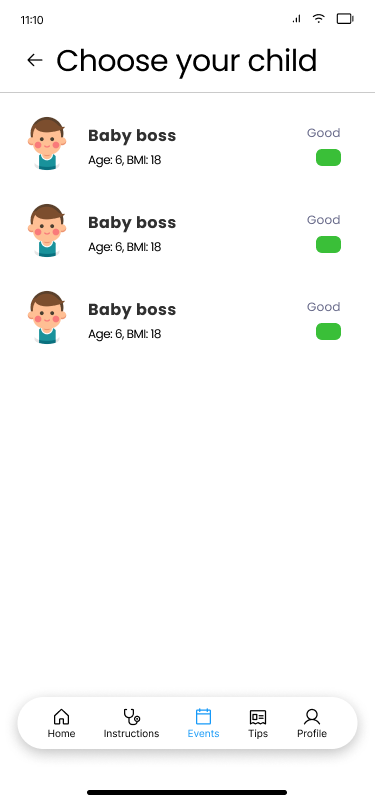 11:10
Choose your child
Baby boss
Good
Age: 6, BMI: 18
Baby boss
Good
Age: 6, BMI: 18
Baby boss
Good
Age: 6, BMI: 18
Home Instructions Events Tips Profile